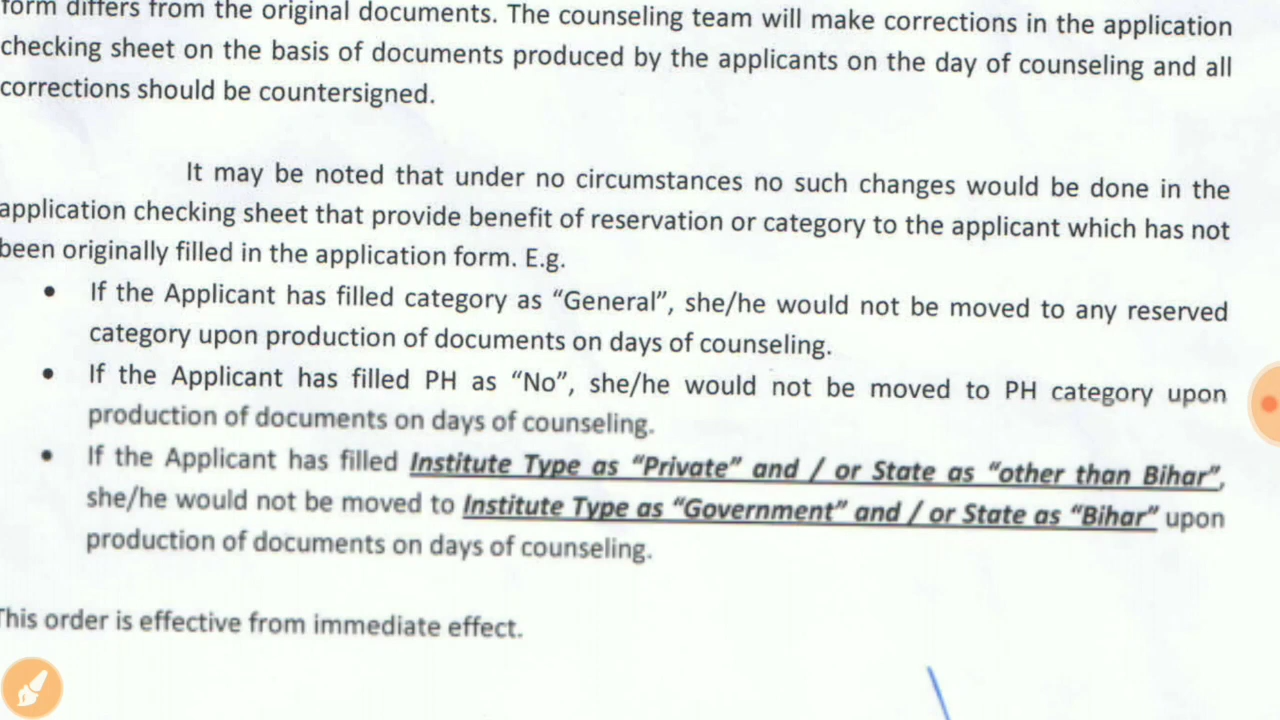 form differs from the original documents. The counseling team will make corrections in the application
checking sheet on the basis of documents produced by the applicants on the day of counseling and all
corrections should be countersigned.
It may be noted that under no circumstances no such changes would be done in the
application checking sheet that provide benefit of reservation or category to the applicant which has not
been originally filled in the application form. E.g.
• If the Applicant has filled category as “General”, she/he would not be moved to any reserved
category upon production of documents on days of counseling.
• If the Applicant has filled PH as “No”, she/he would not be moved to PH category upon
production of documents on days of counseling.
• If the Applicant has filled Institute Type as “Private” and / or State as “other than Bihar”,
she/he would not be moved to Institute Type as “Government” and / or State as “Bihar” upon
production of documents on days of counseling.
This order is effective from immediate effect.